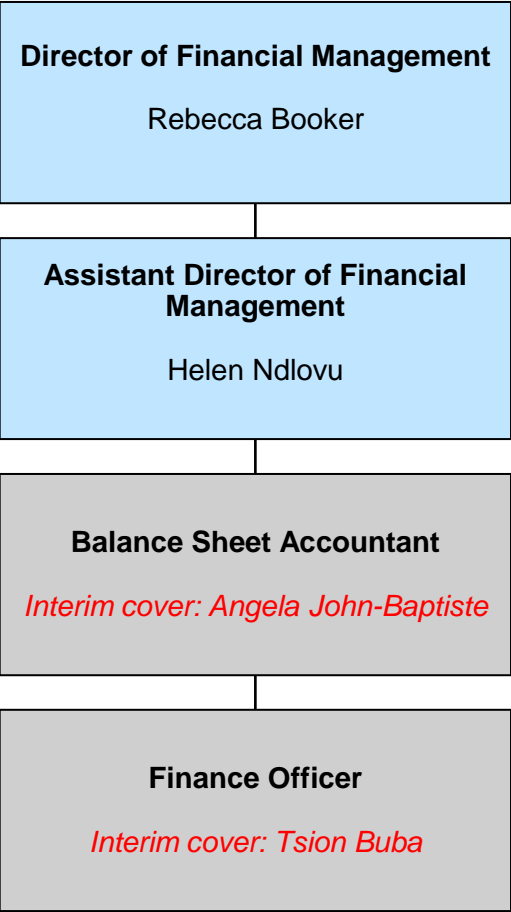 Director of Financial Management
Rebecca Booker
Assistant Director of Financial
Management
Helen Ndlovu
Balance Sheet Accountant
Interim cover: Angela John-Baptiste
Finance Officer
Interim cover: Tsion Buba